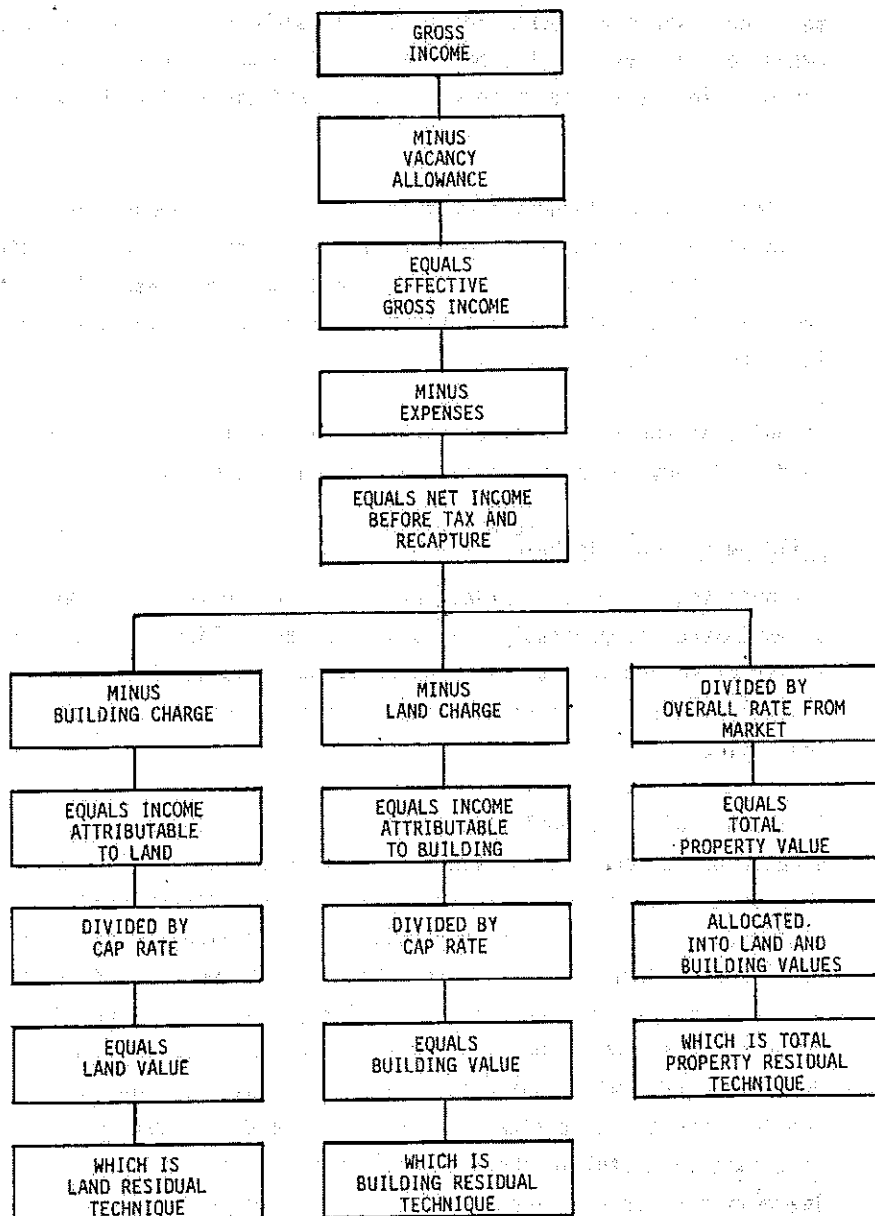 GROSS
INCOME
MINUS
VACANCY
ALLOWANCE
EQUALS
EFFECTIVE
GROSS INCOME
MINUS
EXPENSES
EQUALS NET INCOME
BEFORE TAX AND
RECAPTURE
MINUS
BUILDING CHARGE
EQUALS INCOME
ATTRIBUTABLE
TO LAND
DIVIDED BY
CAP RATE
EQUALS
LAND VALUE
WHICH IS
LAND RESIDUAL
TECHNIQUE
MINUS
LAND CHARGE
EQUALS INCOME
ATTRIBUTABLE
TO BUILDING
DIVIDED BY
CAP RATE
EQUALS
BUILDING VALUE
WHICH IS
BUILDING RESIDUAL
TECHNIQUE
DIVIDED BY
OVERALL RATE FROM
MARKET
EQUALS
TOTAL
PROPERTY VALUE
ALLOCATED.
INTO LAND AND
BUILDING VALUES
WHICH IS TOTAL
PROPERTY RESIDUAL
TECHNIQUE